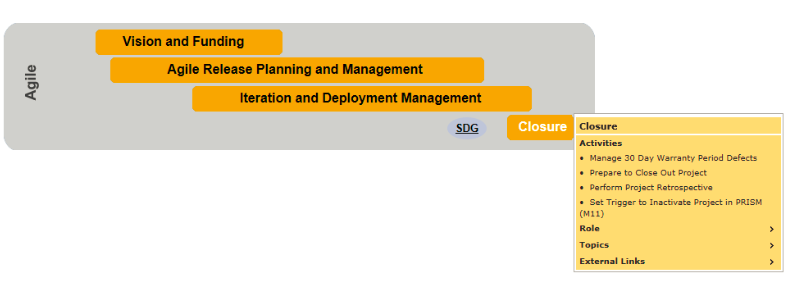 Agile
Vision and Funding
Agile Release Planning and Management
Iteration and Deployment Management
SDG
Closure
Closure
Activities
• Manage 30 Day Warranty Period Defects
• Prepare to Close Out Project
• Perform Project Retrospective
• Set Trigger to Inactivate Project in PRISM
(M11)
Role >
Topics >
External Links >